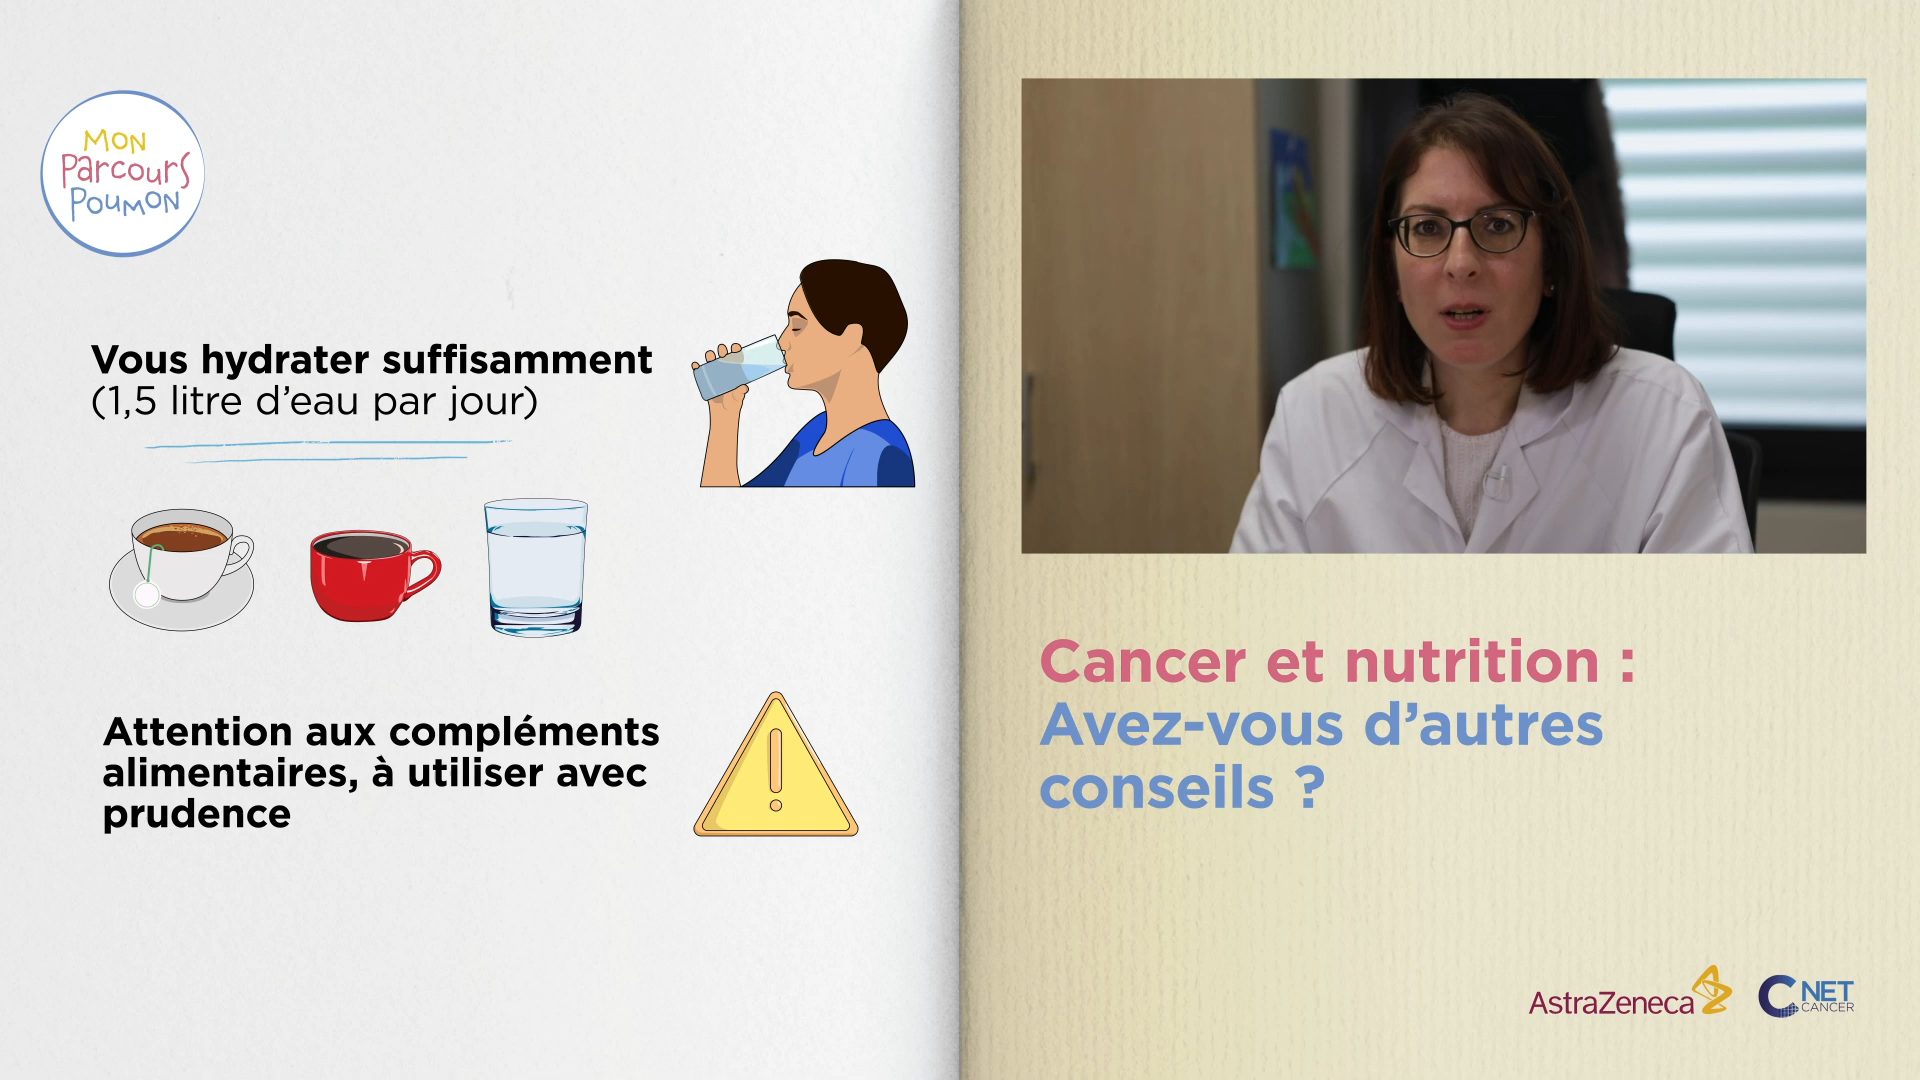 MON
Parcours
POUMON
Vous hydrater suffisamment
(1,5 litre d’eau par jour)
Attention aux compléments
alimentaires, à utiliser avec
prudence
Cancer et nutrition :
Avez-vous d’autres
conseils ?
AstraZeneca
C NET
CANCER